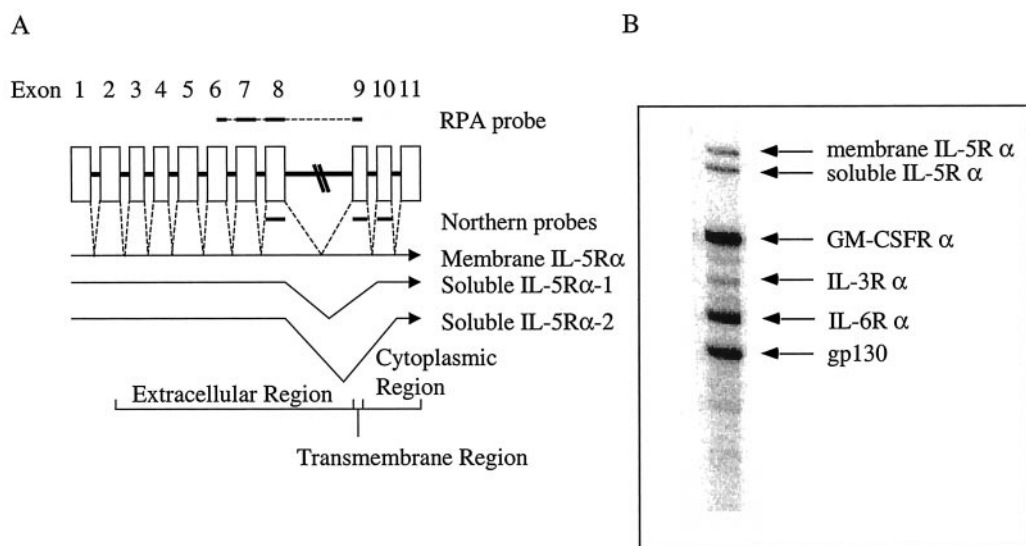 A
Exon 1 2 3 4 5 6 7 8 9 10 11
RPA probe
Northern probes
Membrane IL-5Rα
Soluble IL-5Rα-1
Soluble IL-5Rα-2
Cytoplasmic
Region
Extracellular Region
Transmembrane Region
B
membrane IL-5R α
soluble IL-5R α
GM-CSFR α
IL-3R α
IL-6R α
gp130